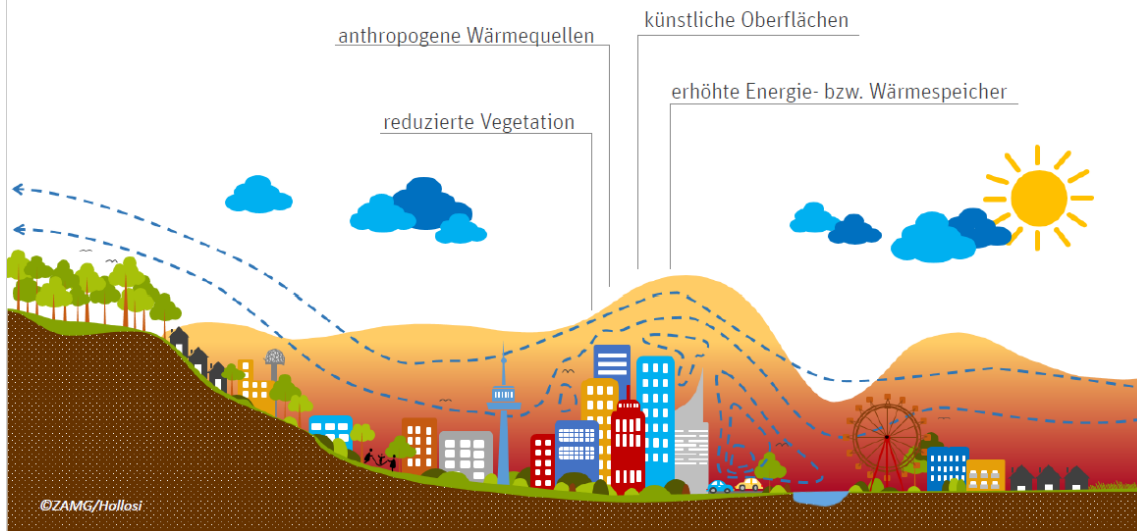 künstliche Oberflächen
anthropogene Wärmequellen
erhöhte Energie- bzw. Wärmespeicher
reduzierte Vegetation
©ZAMG/Hollosi